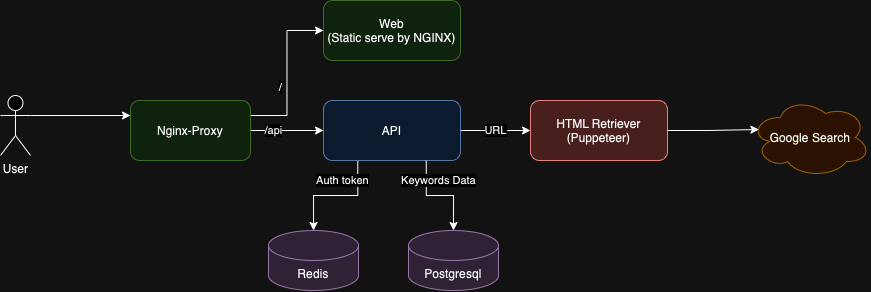 Web
(Static serve by NGINX)
/
User
Nginx-Proxy
/api
API
URL
HTML Retriever
(Puppeteer)
Google Search
Auth token
Keywords Data
Redis
Postgresql